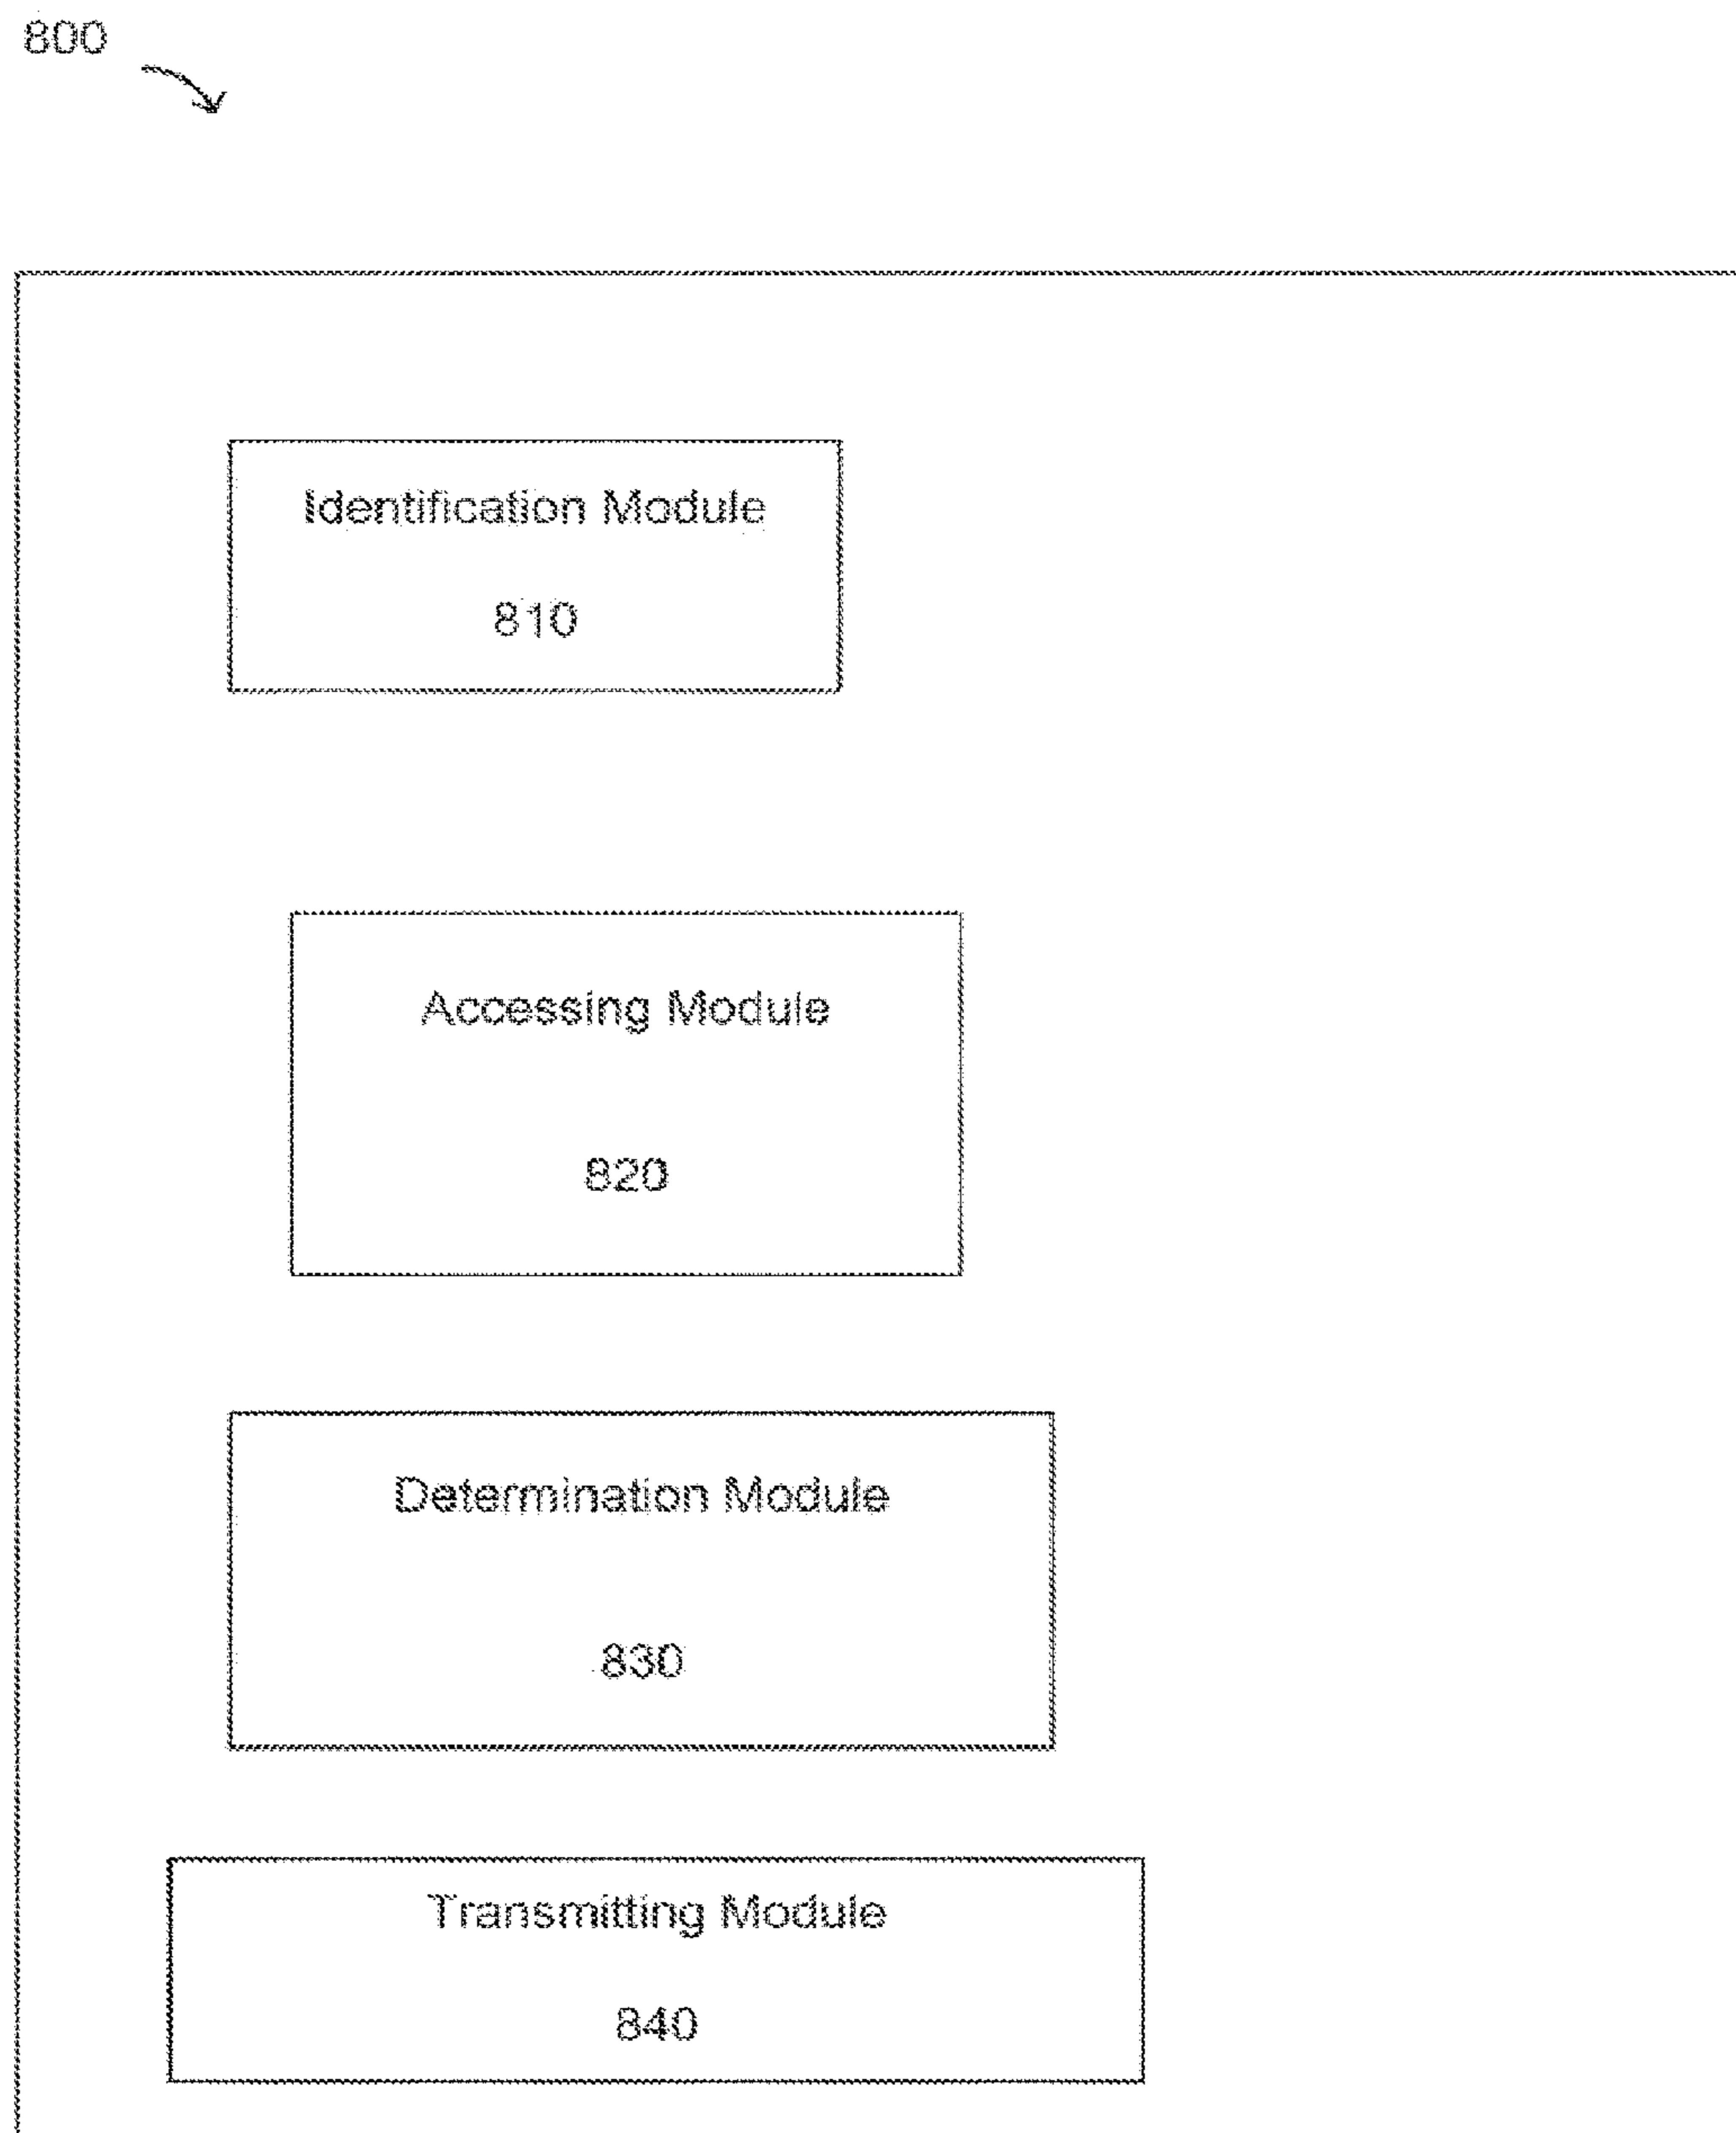 800
Identification Module
810
Accessing Module
820
Determination Module
830
Transmitting Module
840